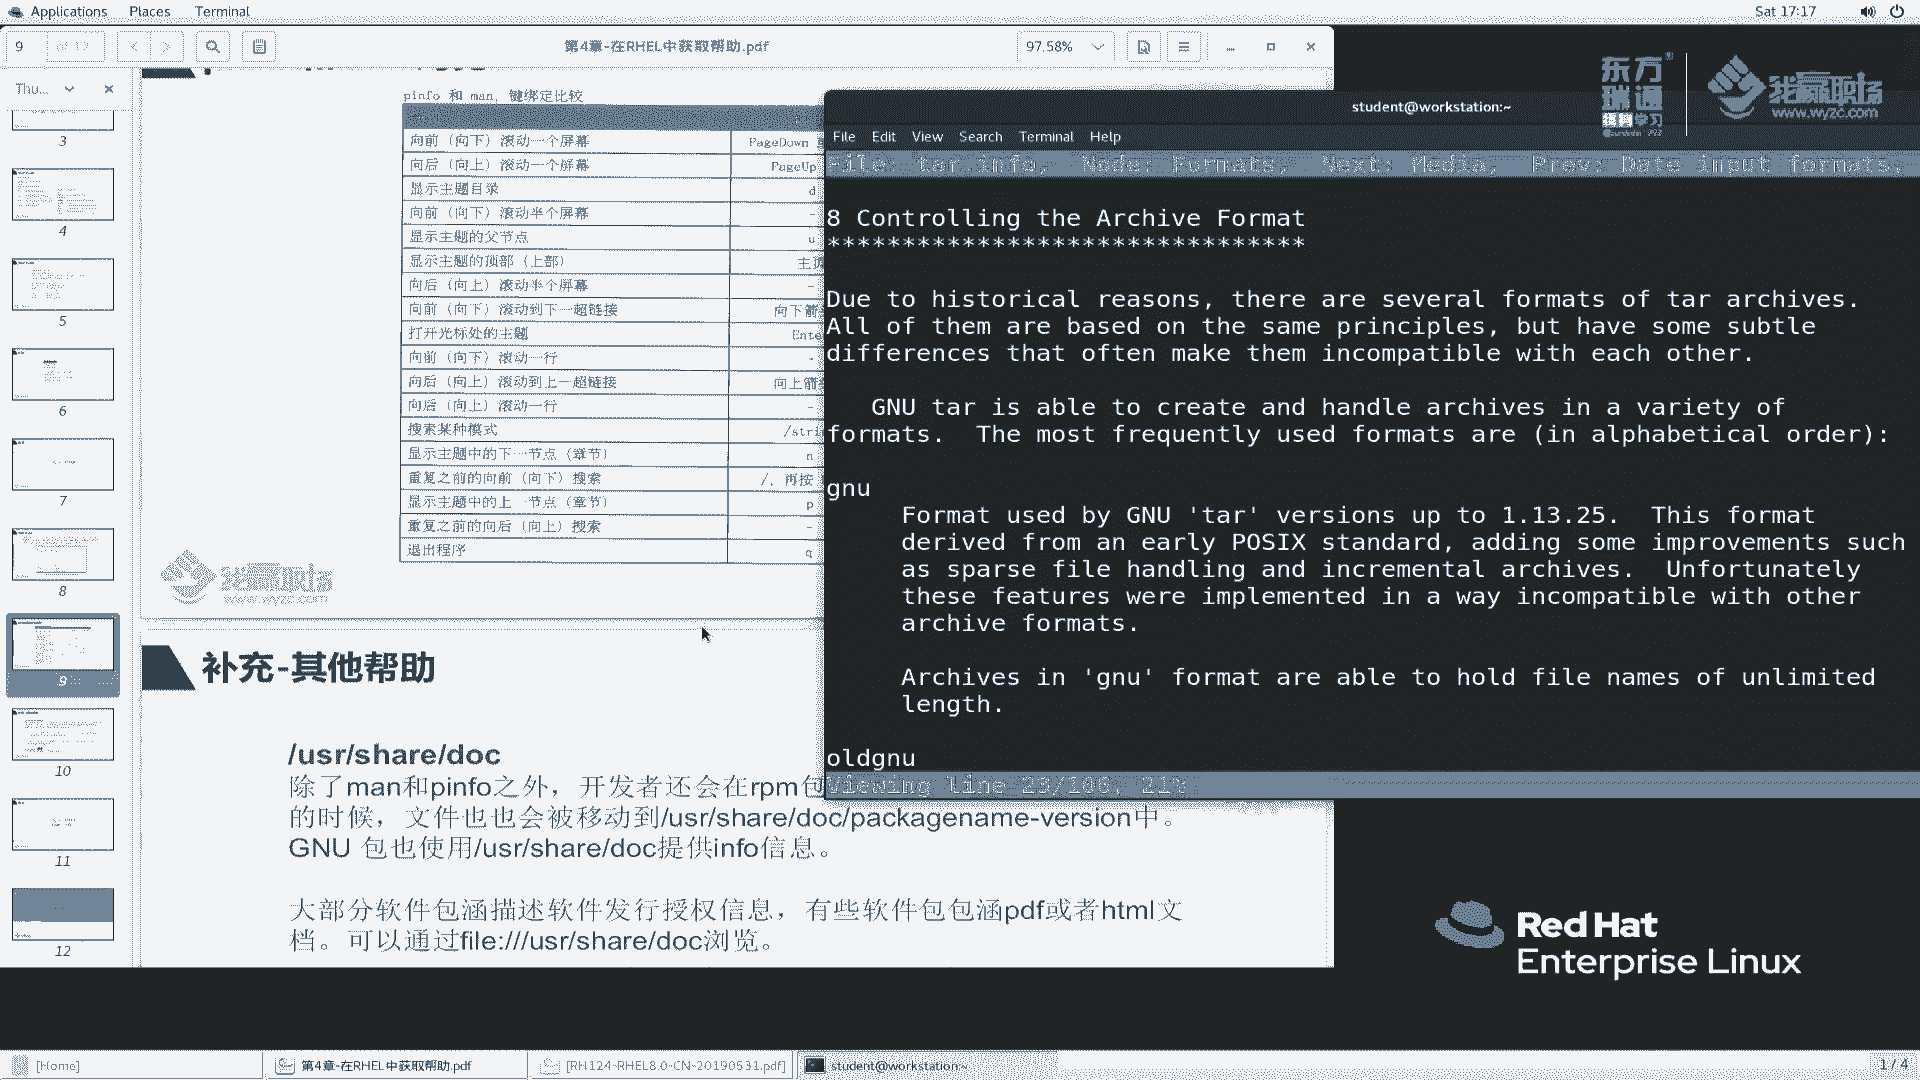 Applications Places Terminal
Sat 17:17
9 of 12
第4章-在RHEL中获取帮助.pdf
97.58%
Thu...
3
4
5
6
7
8
9
10
11
12
pinfo 和 man, 键绑定比较
向前（向下）滚动一个屏幕 PageDown
向后（向上）滚动一个屏幕 PageUp
显示主题目录 d
向前（向下）滚动半个屏幕 -
显示主题的父节点 u
显示主题的顶部（上部） 主页
向后（向上）滚动半个屏幕 -
向前（向下）滚动到下一超链接 向下箭
打开光标处的主题 Ente
向前（向下）滚动一行 -
向后（向上）滚动到上一超链接 向上箭
向后（向上）滚动一行 -
搜索某种模式 /stri
显示主题中的下一节点（章节） n
重复之前的向前（向下）搜索 /，再按
显示主题中的上一节点（章节） p
重复之前的向后（向上）搜索 -
退出程序 q
我赢职场
www.wyzc.com
补充-其他帮助
/usr/share/doc
除了man和pinfo之外，开发者还会在rpm包
的时候，文件也也会被移动到/usr/share/doc/packagename-version中。
GNU 包也使用/usr/share/doc提供info信息。
大部分软件包涵描述软件发行授权信息，有些软件包包涵pdf或者html文
档。可以通过file:///usr/share/doc浏览。
student@workstation:~
File Edit View Search Terminal Help
File: tar.info, Node: Formats, Next: Media, Prev: Date input formats,
8 Controlling the Archive Format
********************************
Due to historical reasons, there are several formats of tar archives.
All of them are based on the same principles, but have some subtle
differences that often make them incompatible with each other.
GNU tar is able to create and handle archives in a variety of
formats. The most frequently used formats are (in alphabetical order):
gnu
Format used by GNU 'tar' versions up to 1.13.25. This format
derived from an early POSIX standard, adding some improvements such
as sparse file handling and incremental archives. Unfortunately
these features were implemented in a way incompatible with other
archive formats.
Archives in 'gnu' format are able to hold file names of unlimited
length.
oldgnu
Viewing line 23/108, 21%
东方
瑞通
学习
我赢职场
www.wyzc.com
Red Hat
Enterprise Linux
[Home]
第4章-在RHEL中获取帮助.pdf
[RH124-RHEL8.0-CN-20190531.pdf]
student@workstation:~
1 / 4